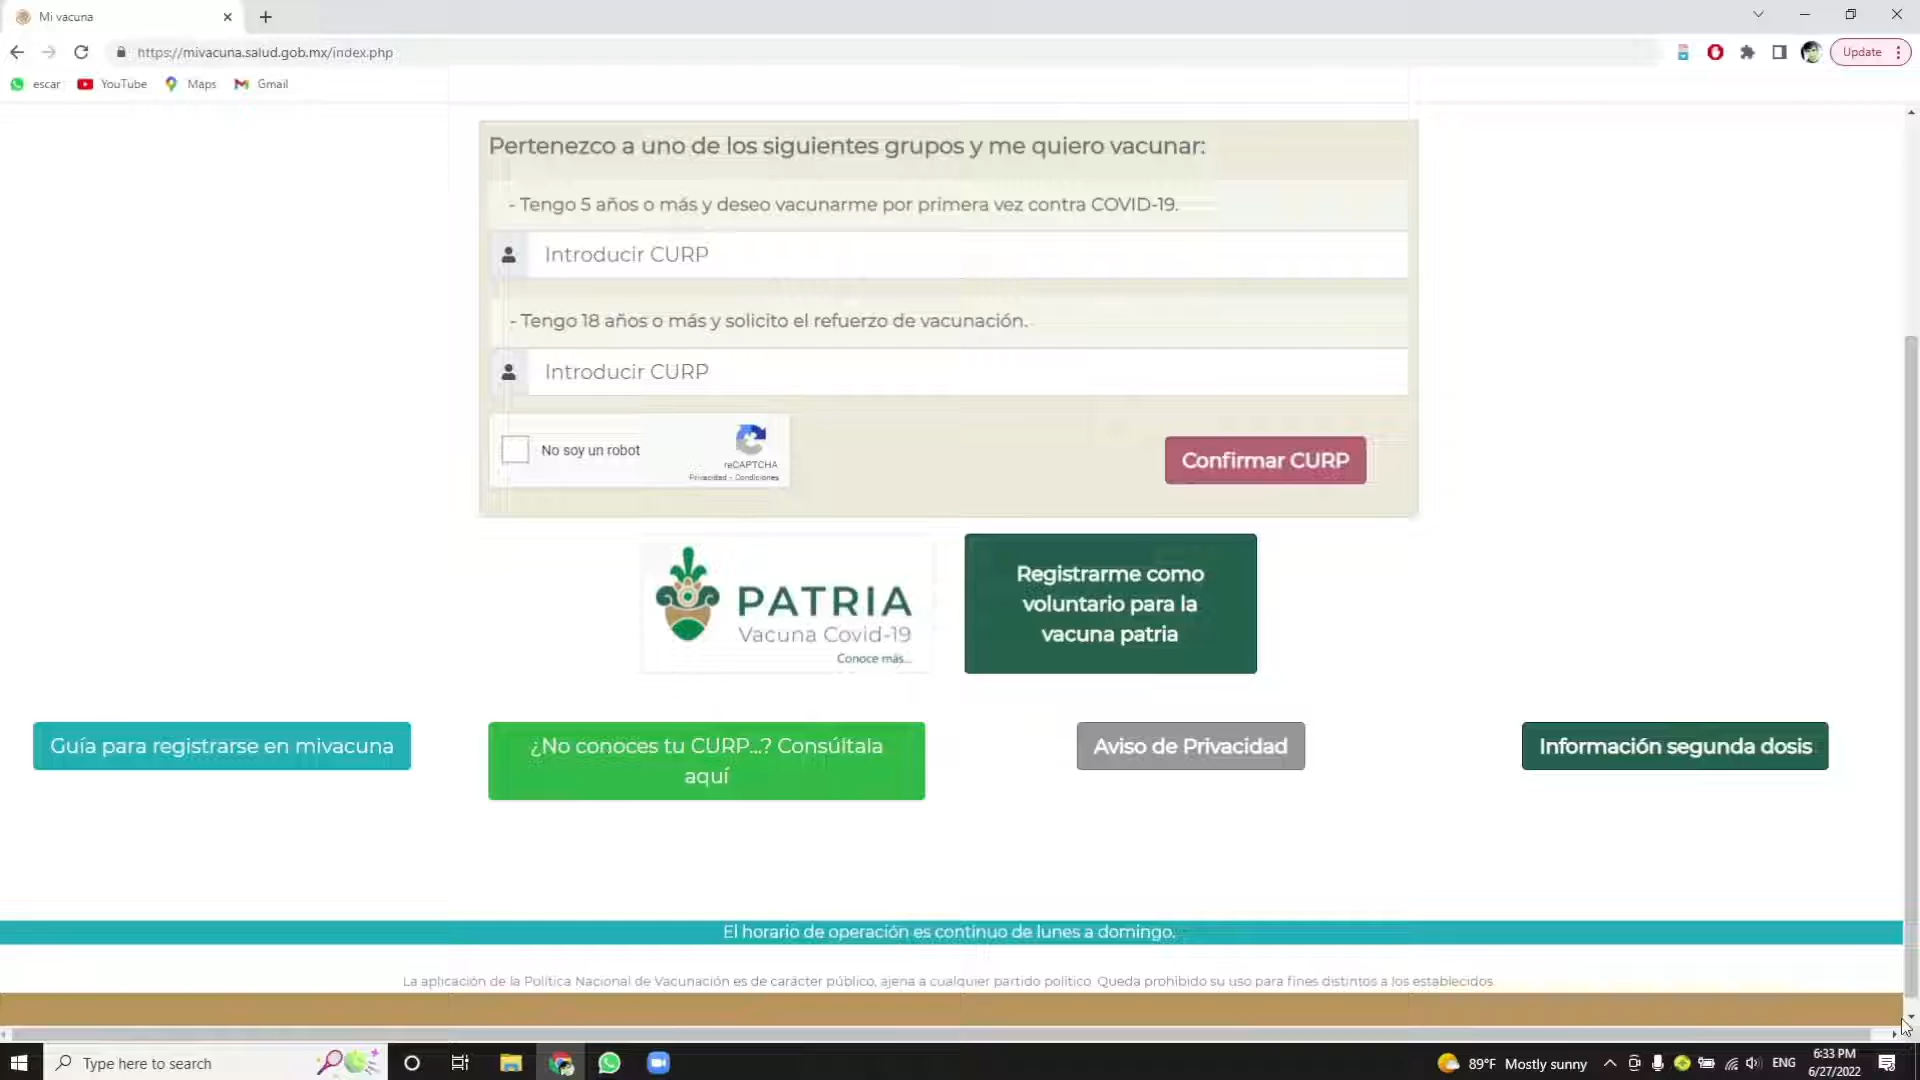 Mi vacuna
https://mivacuna.salud.gob.mx/index.php
Update
escar YouTube Maps Gmail
Pertenezco a uno de los siguientes grupos y me quiero vacunar:
- Tengo 5 años o más y deseo vacunarme por primera vez contra COVID-19.
Introducir CURP
- Tengo 18 años o más y solicito el refuerzo de vacunación.
Introducir CURP
No soy un robot
reCAPTCHA
Privacidad - Condiciones
Confirmar CURP
PATRIA
Vacuna Covid-19
Conoce más...
Registrarme como
voluntario para la
vacuna patria
Guía para registrarse en mivacuna
¿No conoces tu CURP...? Consúltala
aquí
Aviso de Privacidad
Información segunda dosis
El horario de operación es continuo de lunes a domingo.
La aplicación de la Política Nacional de Vacunación es de carácter público, ajena a cualquier partido político. Queda prohibido su uso para fines distintos a los establecidos.
Type here to search
89°F Mostly sunny
ENG
6:33 PM
6/27/2022